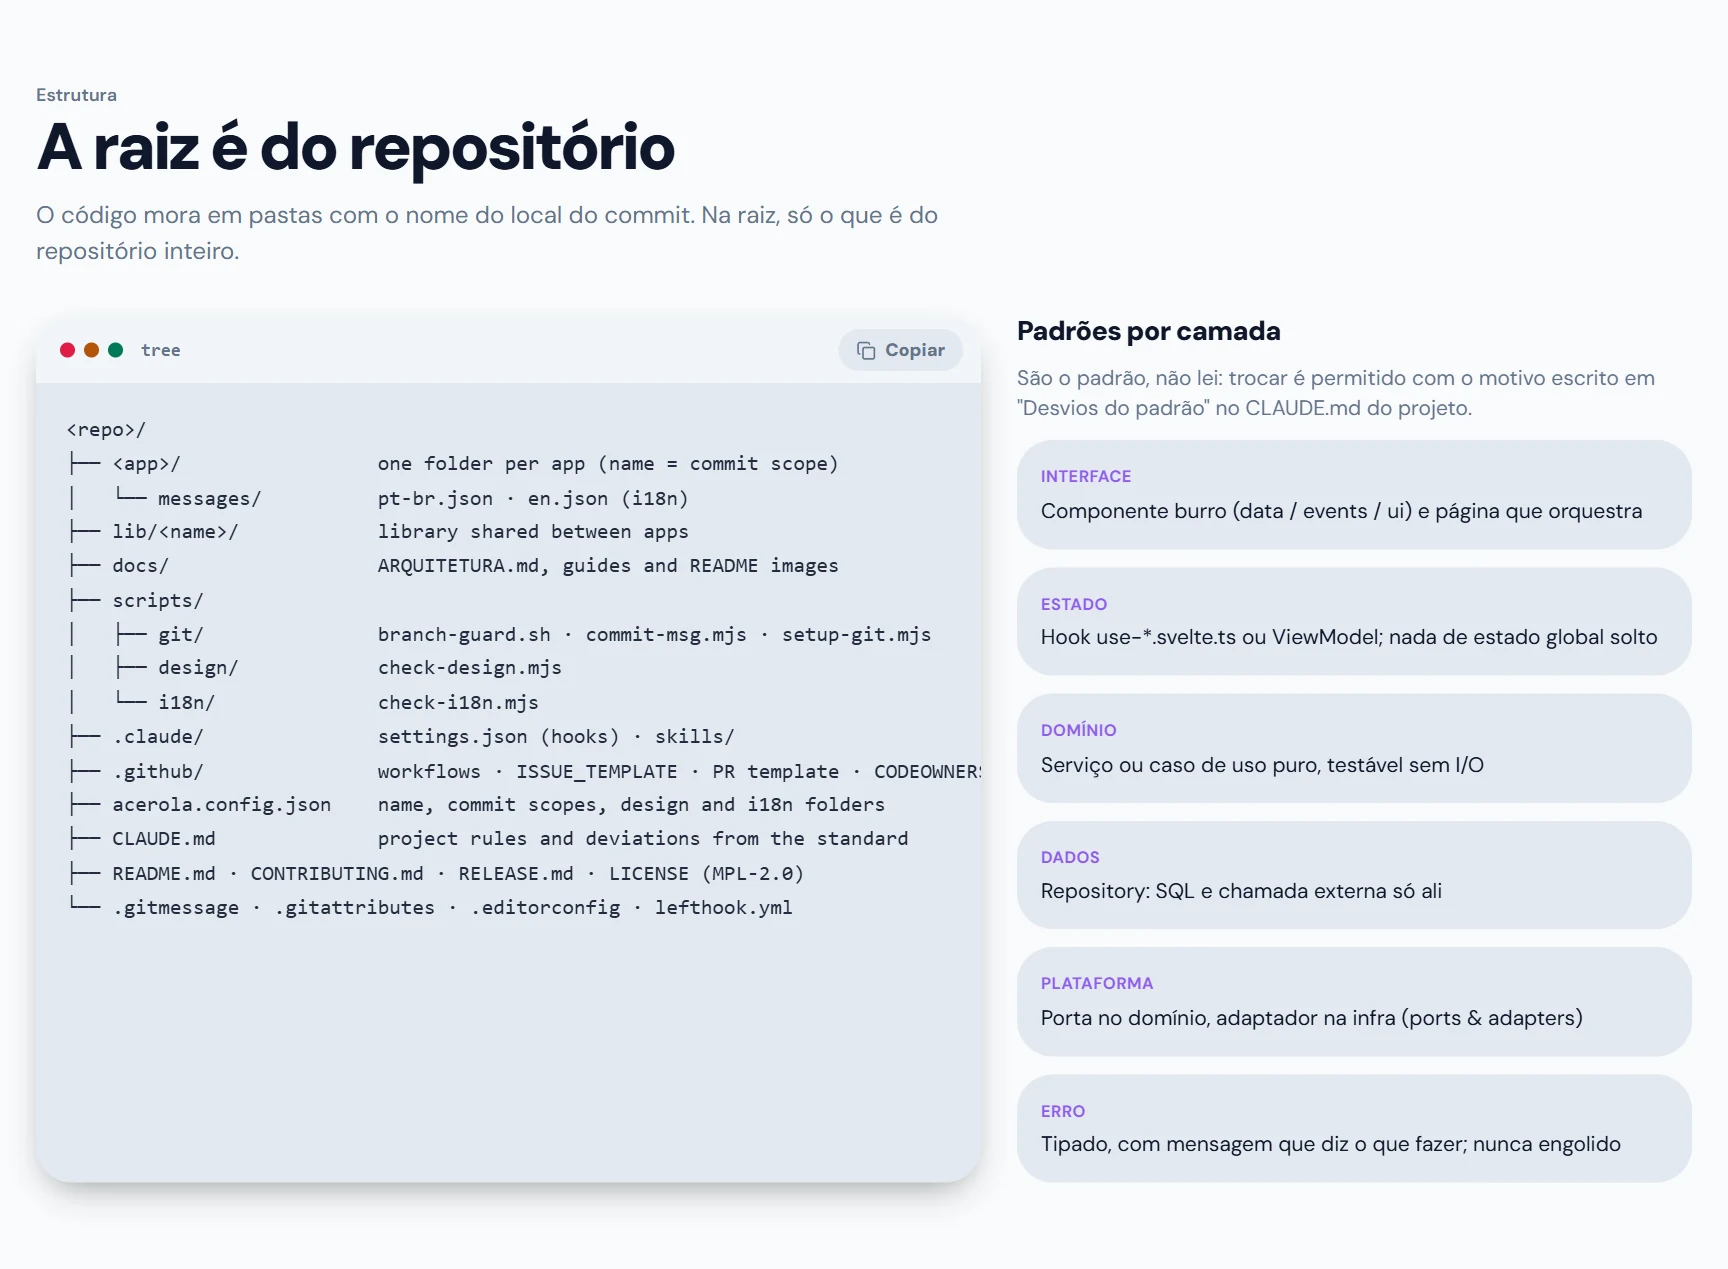 Estrutura
A raiz é do repositório
O código mora em pastas com o nome do local do commit. Na raiz, só o que é do
repositório inteiro.
tree
Copiar
<repo>/
├── <app>/ one folder per app (name = commit scope)
│   └── messages/ pt-br.json · en.json (i18n)
├── lib/<name>/ library shared between apps
├── docs/ ARQUITETURA.md, guides and README images
├── scripts/
│   ├── git/ branch-guard.sh · commit-msg.mjs · setup-git.mjs
│   ├── design/ check-design.mjs
│   └── i18n/ check-i18n.mjs
├── .claude/ settings.json (hooks) · skills/
├── .github/ workflows · ISSUE_TEMPLATE · PR template · CODEOWNERS
├── acerola.config.json name, commit scopes, design and i18n folders
├── CLAUDE.md project rules and deviations from the standard
├── README.md · CONTRIBUTING.md · RELEASE.md · LICENSE (MPL-2.0)
└── .gitmessage · .gitattributes · .editorconfig · lefthook.yml
Padrões por camada
São o padrão, não lei: trocar é permitido com o motivo escrito em
"Desvios do padrão" no CLAUDE.md do projeto.
INTERFACE
Componente burro (data / events / ui) e página que orquestra
ESTADO
Hook use-*.svelte.ts ou ViewModel; nada de estado global solto
DOMÍNIO
Serviço ou caso de uso puro, testável sem I/O
DADOS
Repository: SQL e chamada externa só ali
PLATAFORMA
Porta no domínio, adaptador na infra (ports & adapters)
ERRO
Tipado, com mensagem que diz o que fazer; nunca engolido